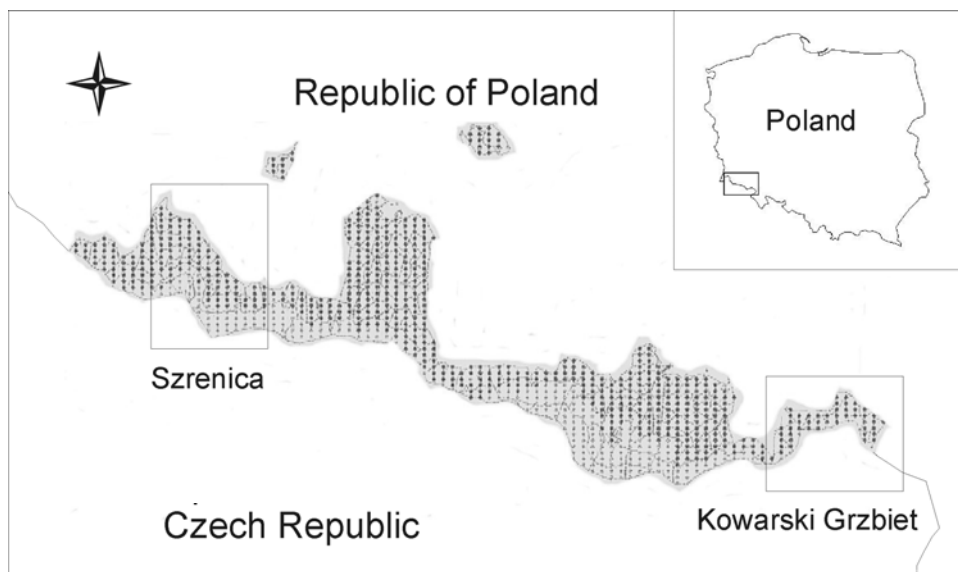 Republic of Poland
Poland
Szrenica
Kowarski Grzbiet
Czech Republic